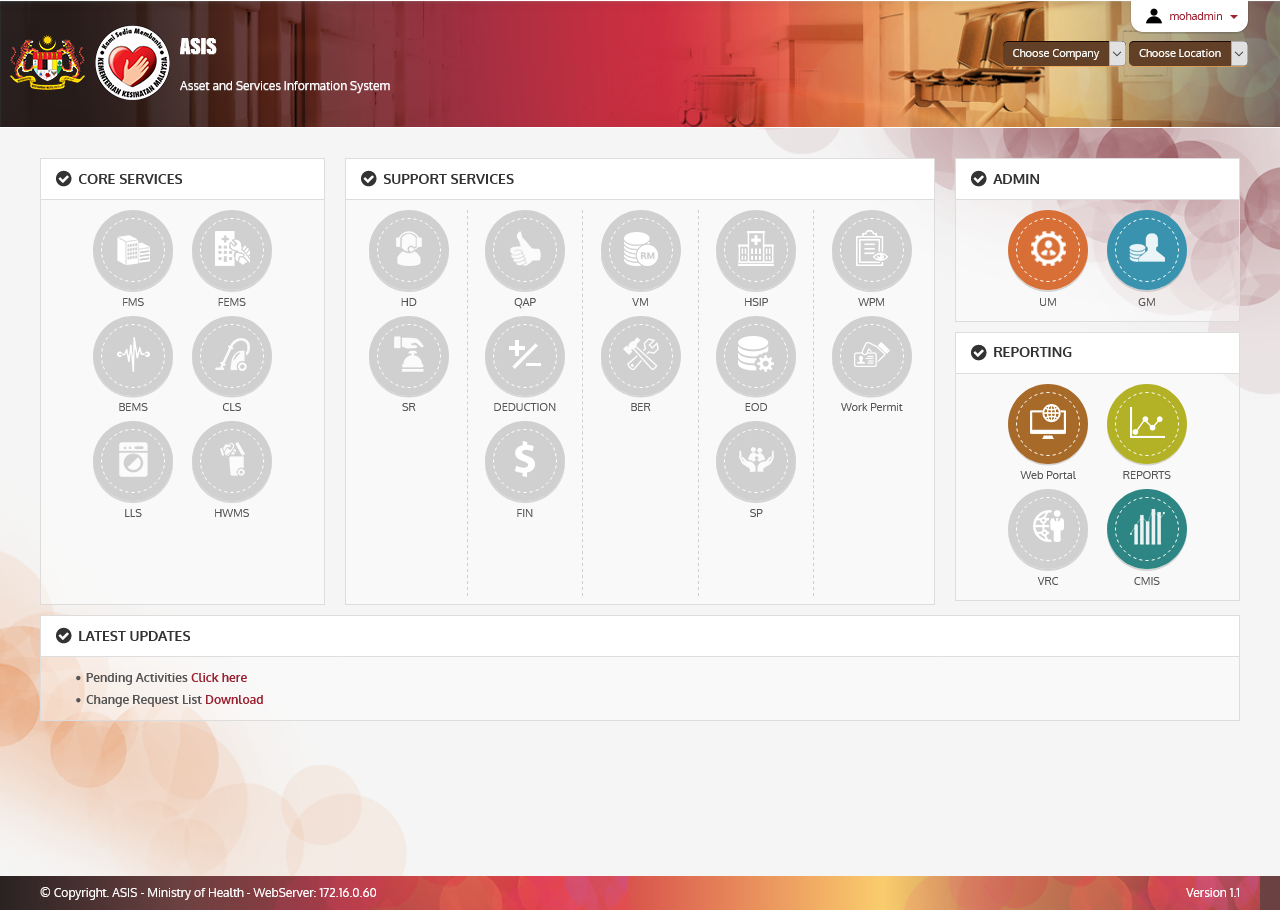 mohadmin
Kami Sedia Membantu
KEMENTERIAN KESIHATAN MALAYSIA
ASIS
Asset and Services Information System
Choose Company
Choose Location
CORE SERVICES
SUPPORT SERVICES
ADMIN
FMS
FEMS
HD
QAP
RM
VM
HSIP
WPM
UM
GM
REPORTING
BEMS
CLS
SR
DEDUCTION
BER
EOD
Work Permit
Web Portal
REPORTS
LLS
HWMS
$
FIN
SP
VRC
CMIS
LATEST UPDATES
• Pending Activities Click here
• Change Request List Download
© Copyright. ASIS - Ministry of Health - WebServer: 172.16.0.60
Version 1.1